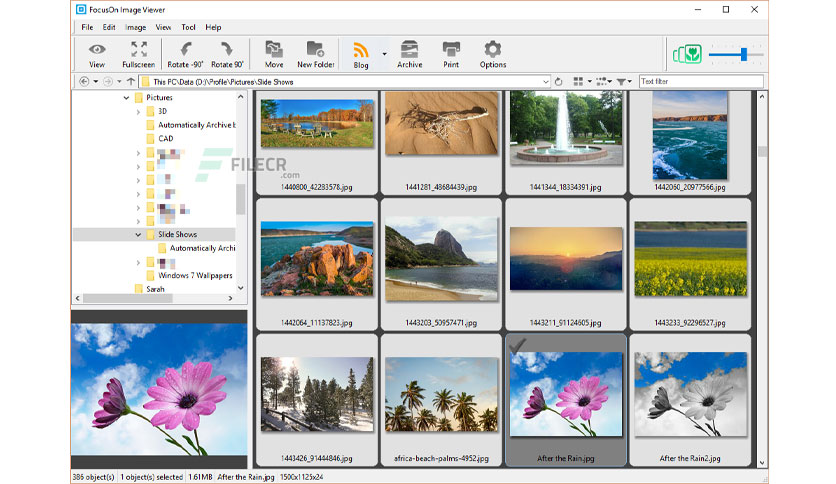 FocusOn Image Viewer
File Edit Image View Tool Help
View Fullscreen Rotate -90° Rotate 90° Move New Folder Blog Archive Print Options
This PC\Data (D:)\Profile\Pictures\Slide Shows
Text filter
Pictures
3D
Automatically Archive b
CAD
FILECR
.com
Slide Shows
Automatically Archi
Windows 7 Wallpapers
Sarah
1440800_42283578.jpg 1441281_48684439.jpg 1441344_18334391.jpg 1442060_20977566.jpg
1442064_11137823.jpg 1443203_50957471.jpg 1443211_91124605.jpg 1443233_92296527.jpg
1443426_91444846.jpg africa-beach-palms-4952.jpg After the Rain.jpg After the Rain2.jpg
386 object(s) 1 object(s) selected 1.61MB After the Rain.jpg 1500x1125x24